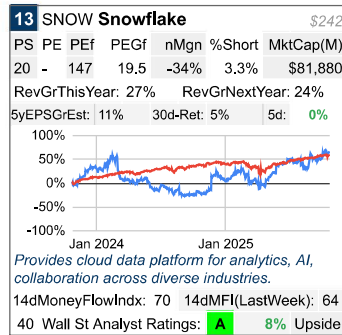 13 SNOW Snowflake $242
PS PE PEf PEGf nMgn %Short MktCap(M)
20 - 147 19.5 -34% 3.3% $81,880
RevGrThisYear: 27% RevGrNextYear: 24%
5yEPSGrEst: 11% 30d-Ret: 5% 5d: 0%
100%
50%
0%
-50%
-100%
Jan 2024 Jan 2025
Provides cloud data platform for analytics, AI,
collaboration across diverse industries.
14dMoneyFlowIndx: 70 14dMFI(LastWeek): 64
40 Wall St Analyst Ratings: A 8% Upside